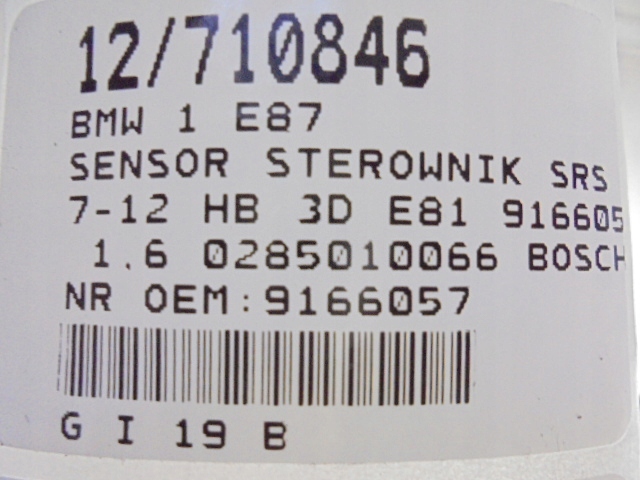 12/710846
BMW 1 E87
SENSOR STEROWNIK SRS
7-12 HB 3D E81 916605
1.6 0285010066 BOSCH
NR OEM:9166057
G I 19 B